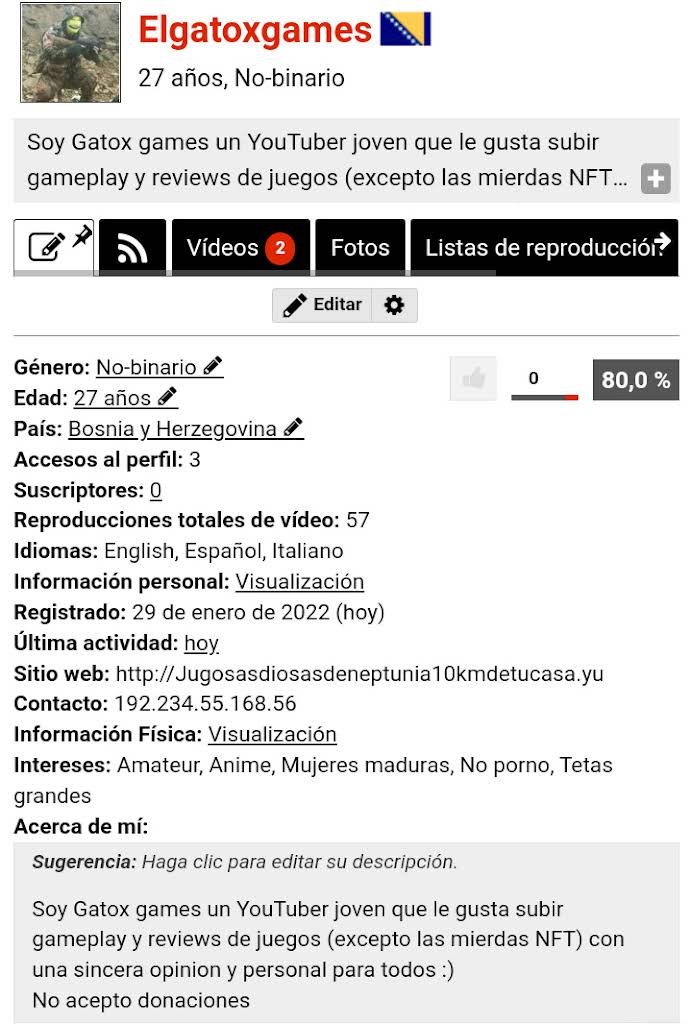 Elgatoxgames
27 años, No-binario
Soy Gatox games un YouTuber joven que le gusta subir
gameplay y reviews de juegos (excepto las mierdas NFT...
Vídeos 2
Fotos
Listas de reproducción
Editar
Género: No-binario
0
80,0 %
Edad: 27 años
País: Bosnia y Herzegovina
Accesos al perfil: 3
Suscriptores: 0
Reproducciones totales de vídeo: 57
Idiomas: English, Español, Italiano
Información personal: Visualización
Registrado: 29 de enero de 2022 (hoy)
Última actividad: hoy
Sitio web: http://Jugosasdiosasdeneptunia10kmdetucasa.yu
Contacto: 192.234.55.168.56
Información Física: Visualización
Intereses: Amateur, Anime, Mujeres maduras, No porno, Tetas
grandes
Acerca de mí:
Sugerencia: Haga clic para editar su descripción.
Soy Gatox games un YouTuber joven que le gusta subir
gameplay y reviews de juegos (excepto las mierdas NFT) con
una sincera opinion y personal para todos :)
No acepto donaciones